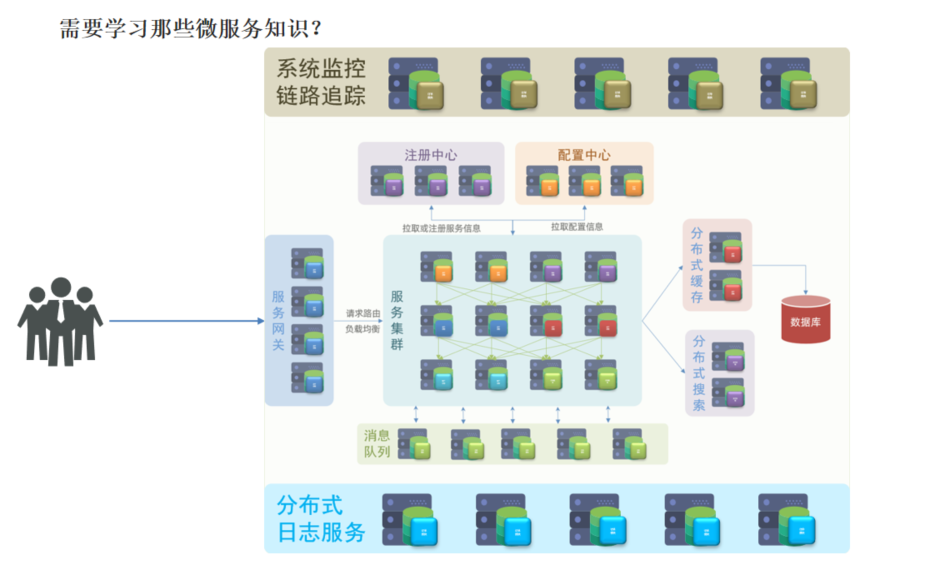 需要学习那些微服务知识？
系统监控
链路追踪
注册中心
配置中心
拉取或注册服务信息
拉取配置信息
服务网关
请求路由
负载均衡
服务集群
分布式缓存
数据库
分布式搜索
消息
队列
分布式
日志服务